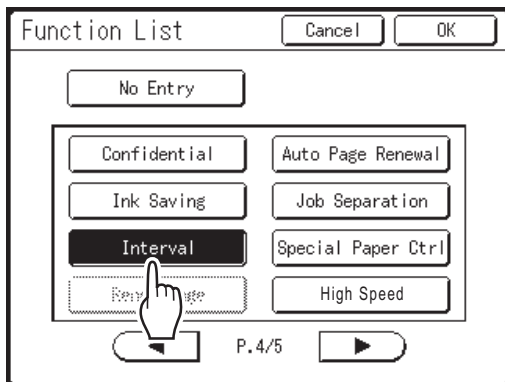 Function List Cancel OK
No Entry
Confidential Auto Page Renewal
Ink Saving Job Separation
Interval Special Paper Ctrl
High Speed
P.4/5